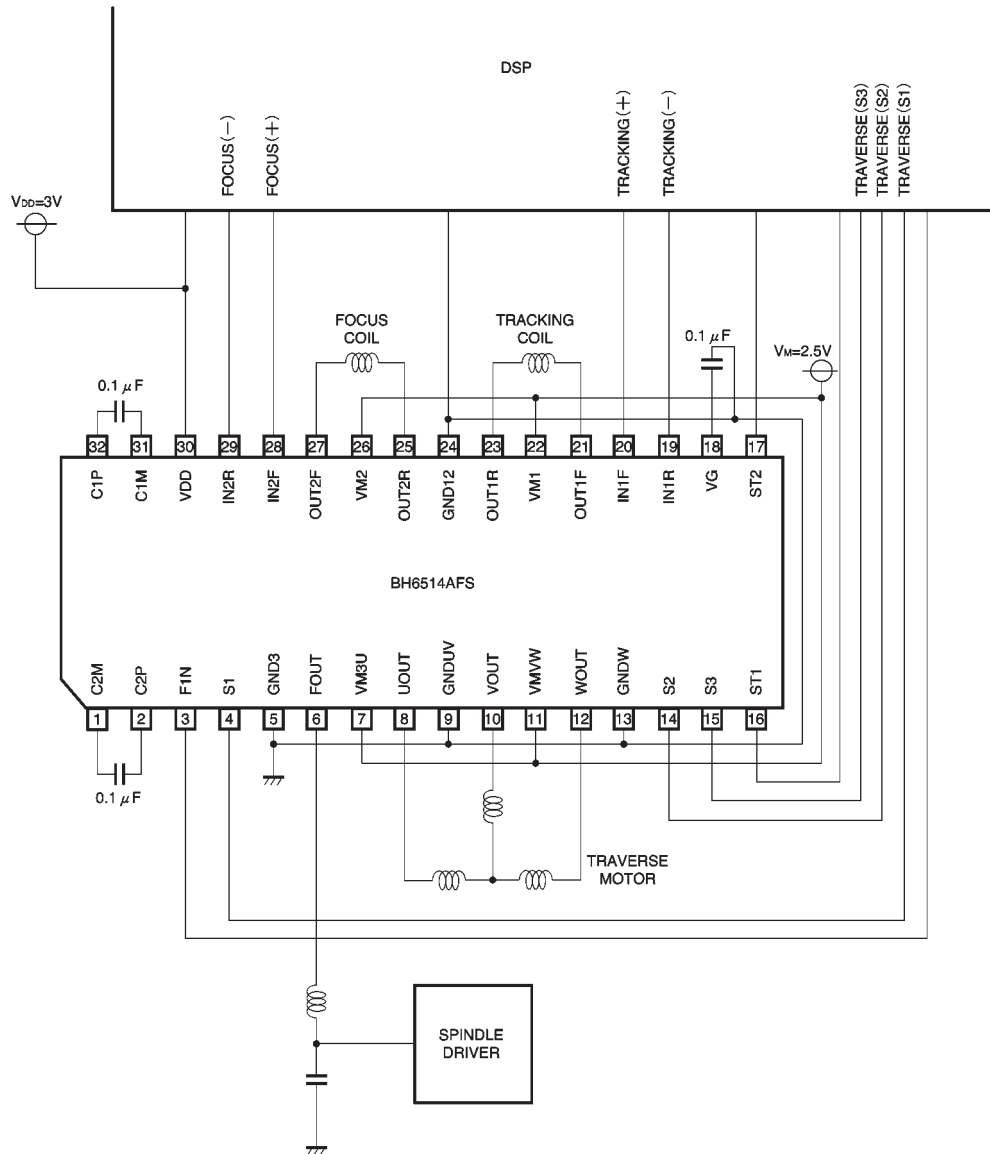 DSP
FOCUS(−)
FOCUS(+)
TRACKING(+)
TRACKING(−)
TRAVERSE(S3)
TRAVERSE(S2)
TRAVERSE(S1)
VDD=3V
FOCUS
COIL
TRACKING
COIL
0.1 μF
VM=2.5V
0.1 μF
32
31
30
29
28
27
26
25
24
23
22
21
20
19
18
17
C1P
C1M
VDD
IN2R
IN2F
OUT2F
VM2
OUT2R
GND12
OUT1R
VM1
OUT1F
IN1F
IN1R
VG
ST2
BH6514AFS
C2M
C2P
F1N
S1
GND3
FOUT
VM3U
UOUT
GNDUV
VOUT
VMVW
WOUT
GNDW
S2
S3
ST1
1
2
3
4
5
6
7
8
9
10
11
12
13
14
15
16
0.1 μF
TRAVERSE
MOTOR
SPINDLE
DRIVER